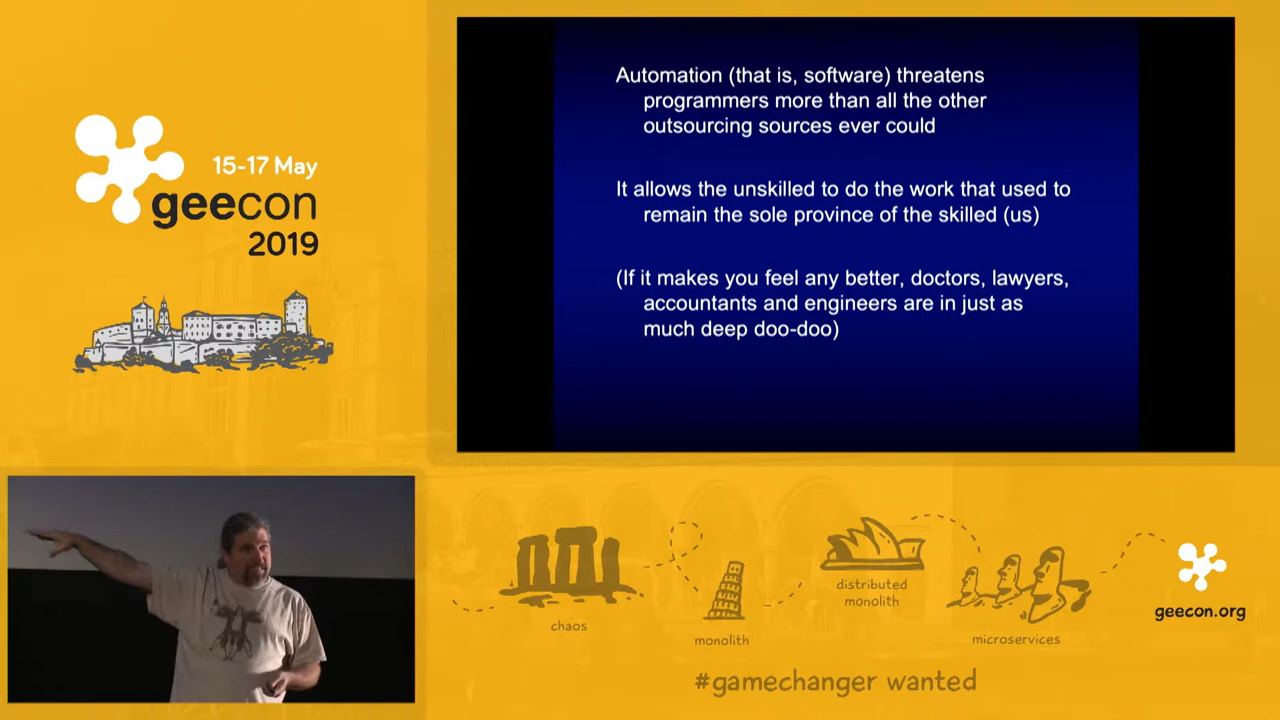 15-17 May
geecon
2019
Automation (that is, software) threatens
programmers more than all the other
outsourcing sources ever could
It allows the unskilled to do the work that used to
remain the sole province of the skilled (us)
(If it makes you feel any better, doctors, lawyers,
accountants and engineers are in just as
much deep doo-doo)
chaos
monolith
distributed
monolith
microservices
geecon.org
#gamechanger wanted